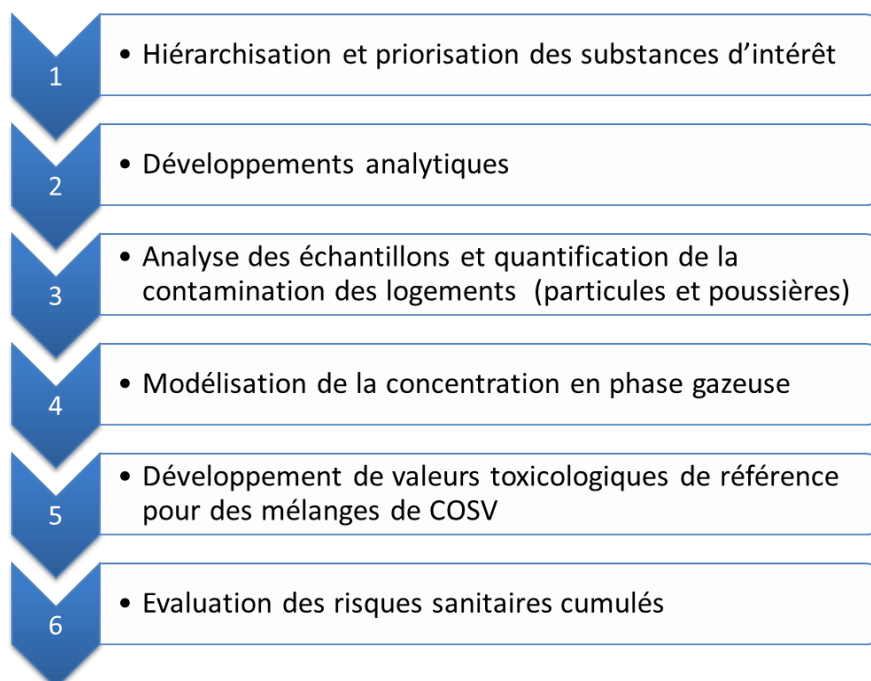 1
• Hiérarchisation et priorisation des substances d’intérêt
2
• Développements analytiques
3
• Analyse des échantillons et quantification de la
contamination des logements (particules et poussières)
4
• Modélisation de la concentration en phase gazeuse
5
• Développement de valeurs toxicologiques de référence
pour des mélanges de COSV
6
• Evaluation des risques sanitaires cumulés